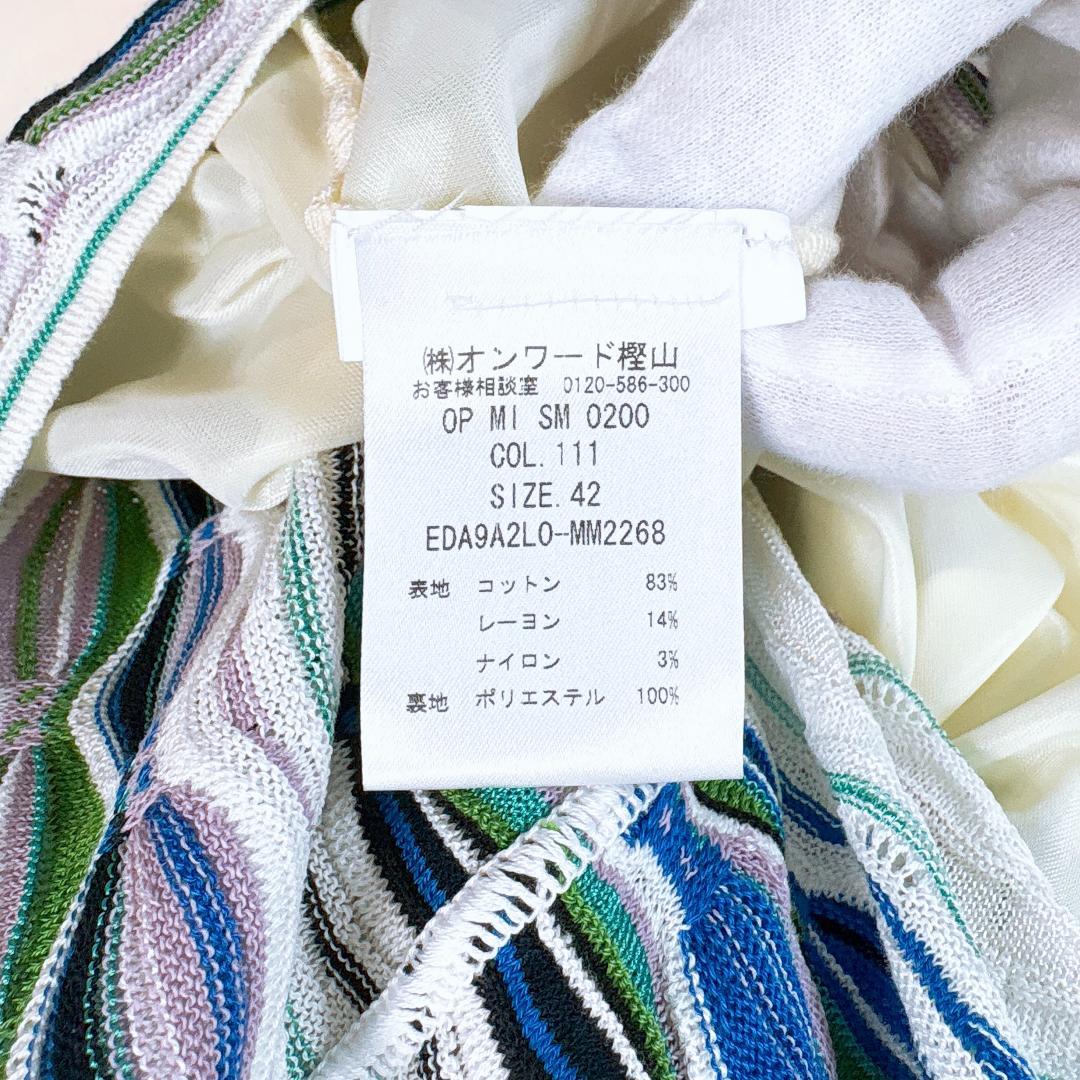 ㈱オンワード樫山
お客様相談室 0120-586-300
OP MI SM 0200
COL.111
SIZE.42
EDA9A2L0-MM2268
表地 コットン 83%
レーヨン 14%
ナイロン 3%
裏地 ポリエステル 100%